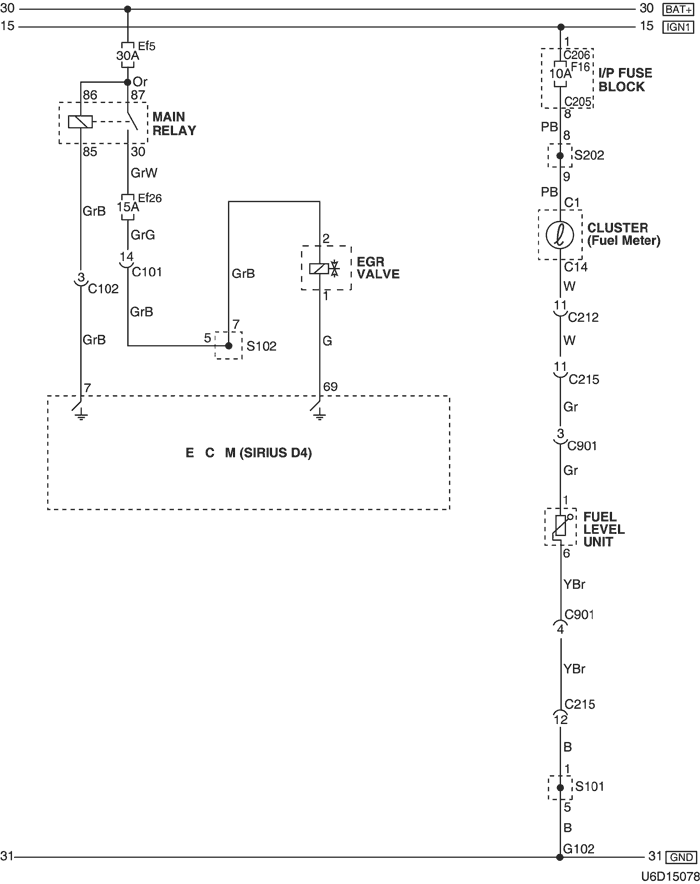 30
30 BAT+
15
15 IGN1
Ef5
30A
Or
86
87
MAIN
RELAY
85
30
GrW
Ef26
15A
GrB
GrG
14
C101
3
C102
GrB
GrB
GrB
5
7
S102
2
EGR
VALVE
1
G
7
69
E C M (SIRIUS D4)
1
C206
F16
10A
I/P FUSE
BLOCK
C205
8
PB
8
S202
9
PB
C1
CLUSTER
(Fuel Meter)
C14
W
11
C212
W
11
C215
Gr
3
C901
Gr
1
FUEL
LEVEL
UNIT
6
YBr
C901
4
YBr
C215
12
B
1
S101
5
B
G102
31
31 GND
U6D15078